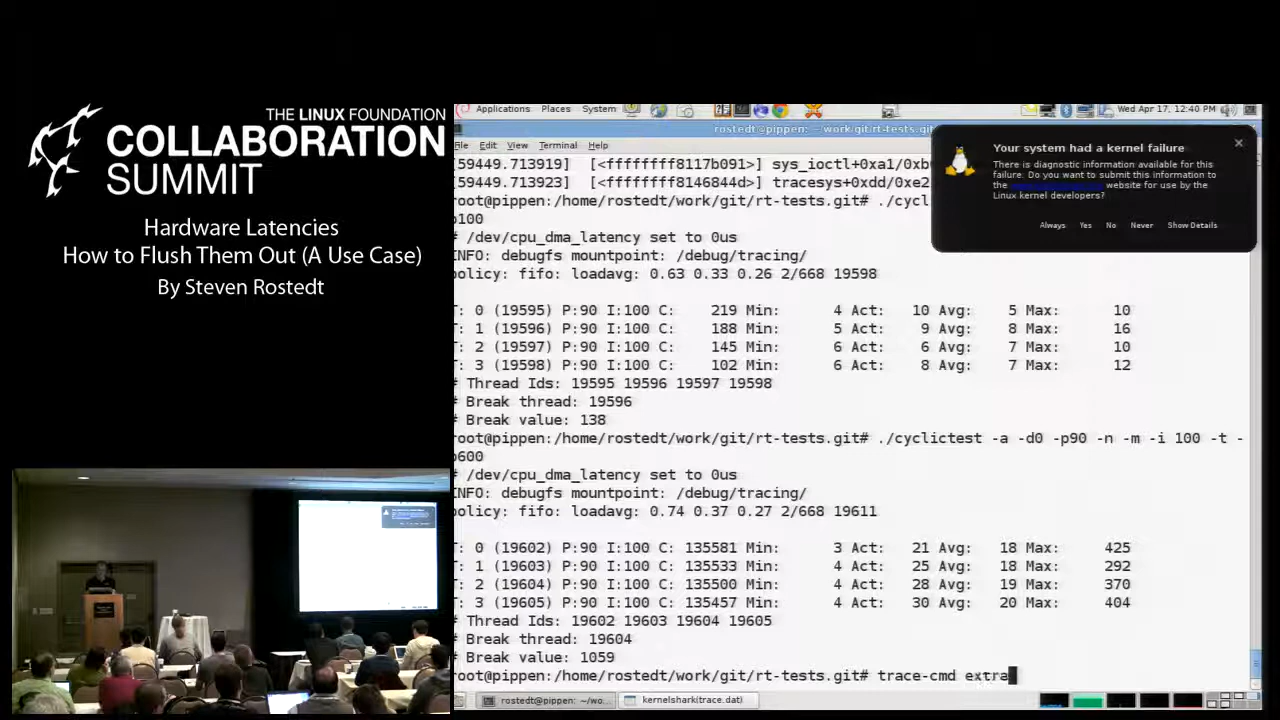 THE LINUX FOUNDATION
COLLABORATION
SUMMIT
Hardware Latencies
How to Flush Them Out (A Use Case)
By Steven Rostedt
Applications Places System
Wed Apr 17, 12:40 PM
rostedt@pippen: ~/work/git/rt-tests.git
File Edit View Terminal Help
Your system had a kernel failure
There is diagnostic information available for this
failure. Do you want to submit this information to
the
website for use by the
Linux kernel developers?
Always Yes No Never Show Details
[59449.713919] [<ffffffff8117b091>] sys_ioctl+0xa1/0xb
[59449.713923] [<ffffffff8146844d>] tracesys+0xdd/0xe2
root@pippen:/home/rostedt/work/git/rt-tests.git# ./cycl
b100
# /dev/cpu_dma_latency set to 0us
INFO: debugfs mountpoint: /debug/tracing/
policy: fifo: loadavg: 0.63 0.33 0.26 2/668 19598
T: 0 (19595) P:90 I:100 C: 219 Min: 4 Act: 10 Avg: 5 Max: 10
T: 1 (19596) P:90 I:100 C: 188 Min: 5 Act: 9 Avg: 8 Max: 16
T: 2 (19597) P:90 I:100 C: 145 Min: 6 Act: 6 Avg: 7 Max: 10
T: 3 (19598) P:90 I:100 C: 102 Min: 6 Act: 8 Avg: 7 Max: 12
# Thread Ids: 19595 19596 19597 19598
# Break thread: 19596
# Break value: 138
root@pippen:/home/rostedt/work/git/rt-tests.git# ./cyclictest -a -d0 -p90 -n -m -i 100 -t -
b600
# /dev/cpu_dma_latency set to 0us
INFO: debugfs mountpoint: /debug/tracing/
policy: fifo: loadavg: 0.74 0.37 0.27 2/668 19611
T: 0 (19602) P:90 I:100 C: 135581 Min: 3 Act: 21 Avg: 18 Max: 425
T: 1 (19603) P:90 I:100 C: 135533 Min: 4 Act: 25 Avg: 18 Max: 292
T: 2 (19604) P:90 I:100 C: 135500 Min: 4 Act: 28 Avg: 19 Max: 370
T: 3 (19605) P:90 I:100 C: 135457 Min: 4 Act: 30 Avg: 20 Max: 404
# Thread Ids: 19602 19603 19604 19605
# Break thread: 19604
# Break value: 1059
root@pippen:/home/rostedt/work/git/rt-tests.git# trace-cmd extra
rostedt@pippen: ~/wo...
kernelshark(trace.dat)